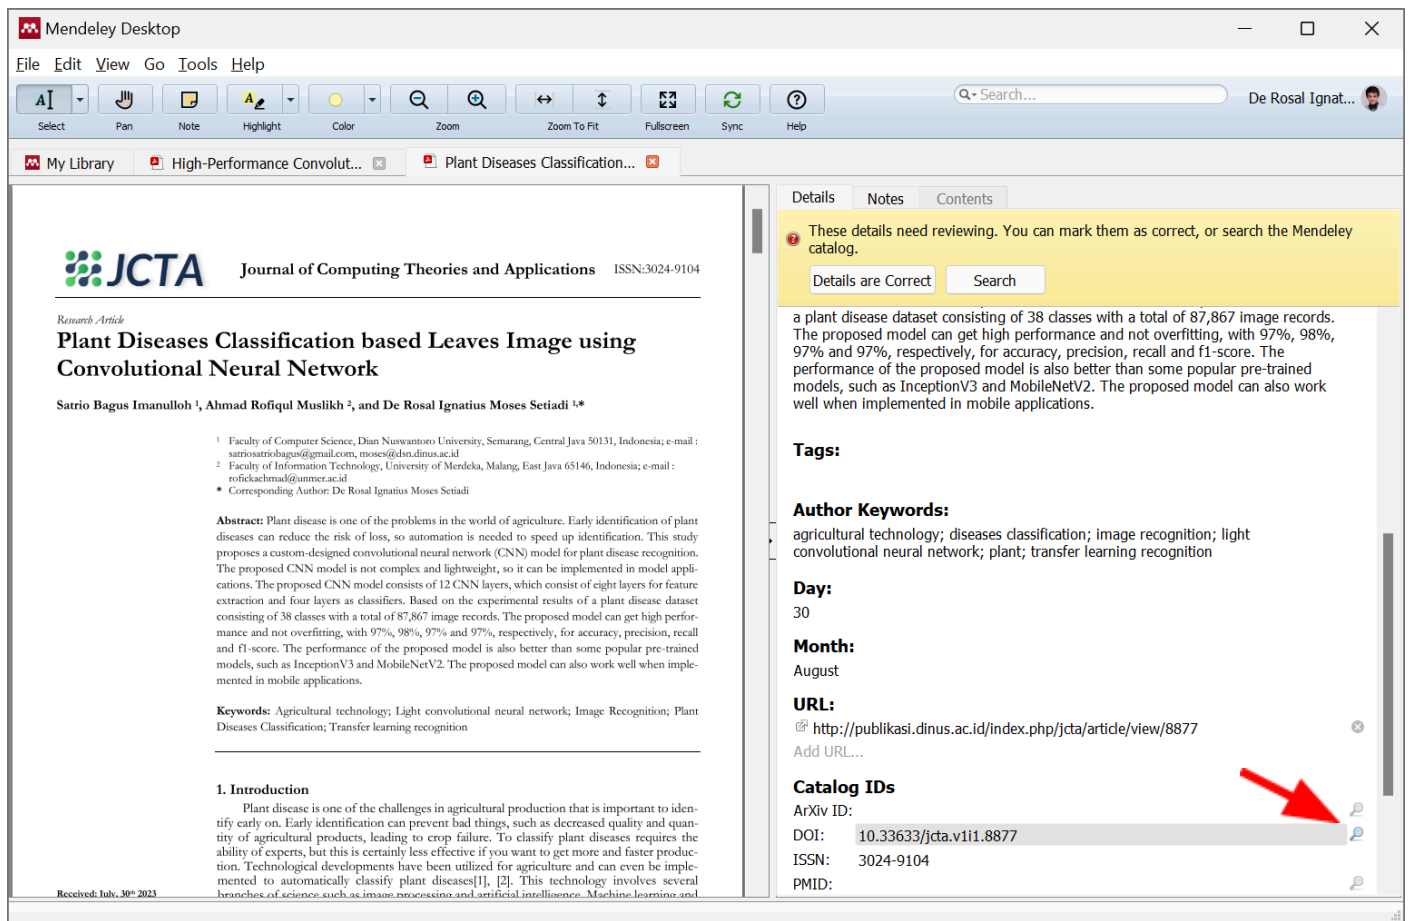 Mendeley Desktop
File Edit View Go Tools Help
Search...
De Rosal Ignat...
Select Pan Note Highlight Color Zoom Zoom To Fit Fullscreen Sync Help
My Library
High-Performance Convolut...
Plant Diseases Classification...
JCTA
Journal of Computing Theories and Applications ISSN:3024-9104
Research Article
Plant Diseases Classification based Leaves Image using
Convolutional Neural Network
Satrio Bagus Imanulloh 1, Ahmad Rofiqul Muslikh 2, and De Rosal Ignatius Moses Setiadi 1,*
1 Faculty of Computer Science, Dian Nuswantoro University, Semarang, Central Java 50131, Indonesia; e-mail :
satriosatriobagus@gmail.com, moses@dsn.dinus.ac.id
2 Faculty of Information Technology, University of Merdeka, Malang, East Java 65146, Indonesia; e-mail :
rofickachmad@unmer.ac.id
* Corresponding Author: De Rosal Ignatius Moses Setiadi
Abstract: Plant disease is one of the problems in the world of agriculture. Early identification of plant
diseases can reduce the risk of loss, so automation is needed to speed up identification. This study
proposes a custom-designed convolutional neural network (CNN) model for plant disease recognition.
The proposed CNN model is not complex and lightweight, so it can be implemented in model appli-
cations. The proposed CNN model consists of 12 CNN layers, which consist of eight layers for feature
extraction and four layers as classifiers. Based on the experimental results of a plant disease dataset
consisting of 38 classes with a total of 87,867 image records. The proposed model can get high perfor-
mance and not overfitting, with 97%, 98%, 97% and 97%, respectively, for accuracy, precision, recall
and f1-score. The performance of the proposed model is also better than some popular pre-trained
models, such as InceptionV3 and MobileNetV2. The proposed model can also work well when imple-
mented in mobile applications.
Keywords: Agricultural technology; Light convolutional neural network; Image Recognition; Plant
Diseases Classification; Transfer learning recognition
1. Introduction
Plant disease is one of the challenges in agricultural production that is important to iden-
tify early on. Early identification can prevent bad things, such as decreased quality and quan-
tity of agricultural products, leading to crop failure. To classify plant diseases requires the
ability of experts, but this is certainly less effective if you want to get more and faster produc-
tion. Technological developments have been utilized for agriculture and can even be imple-
mented to automatically classify plant diseases[1], [2]. This technology involves several
Received: July, 30th 2023
branches of science such as image processing and artificial intelligence. Machine learning and
Details Notes Contents
These details need reviewing. You can mark them as correct, or search the Mendeley
catalog.
Details are Correct Search
a plant disease dataset consisting of 38 classes with a total of 87,867 image records.
The proposed model can get high performance and not overfitting, with 97%, 98%,
97% and 97%, respectively, for accuracy, precision, recall and f1-score. The
performance of the proposed model is also better than some popular pre-trained
models, such as InceptionV3 and MobileNetV2. The proposed model can also work
well when implemented in mobile applications.
Tags:
Author Keywords:
agricultural technology; diseases classification; image recognition; light
convolutional neural network; plant; transfer learning recognition
Day:
30
Month:
August
URL:
http://publikasi.dinus.ac.id/index.php/jcta/article/view/8877
Add URL...
Catalog IDs
ArXiv ID:
DOI: 10.33633/jcta.v1i1.8877
ISSN: 3024-9104
PMID: